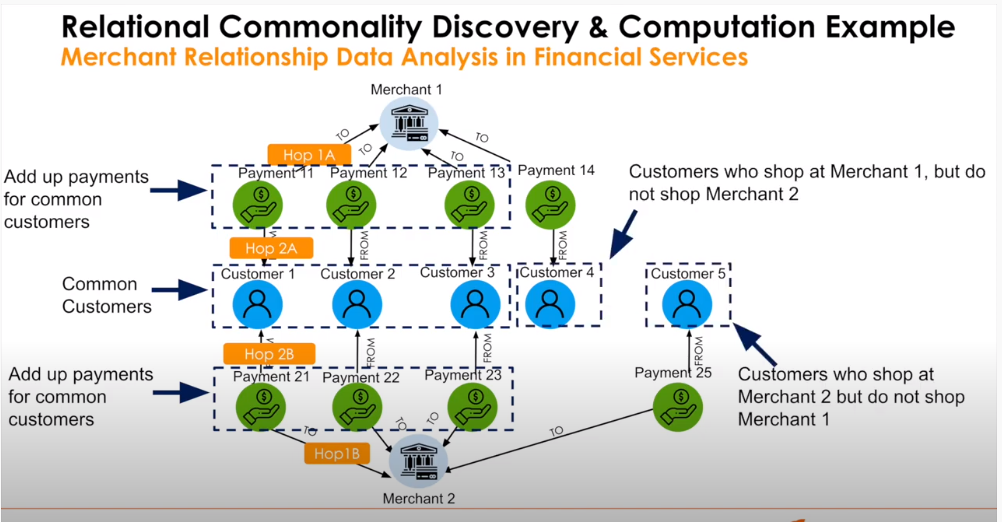 Relational Commonality Discovery & Computation Example
Merchant Relationship Data Analysis in Financial Services
Merchant 1
TO
TO
TO
TO
Hop 1A
Payment 11
Payment 12
Payment 13
Payment 14
Add up payments
for common
customers
Customers who shop at Merchant 1, but do
not shop Merchant 2
FROM
FROM
FROM
Hop 2A
Customer 1
Customer 2
Customer 3
Customer 4
Customer 5
Common
Customers
Hop 2B
FROM
FROM
FROM
Payment 21
Payment 22
Payment 23
Payment 25
Add up payments
for common
customers
Customers who shop at
Merchant 2 but do not shop
Merchant 1
TO
TO
TO
TO
Hop1B
Merchant 2